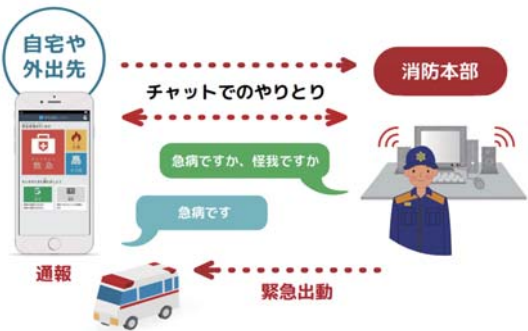 自宅や
外出先
消防本部
チャットでのやりとり
急病ですか、怪我ですか
急病です
通報
緊急出動